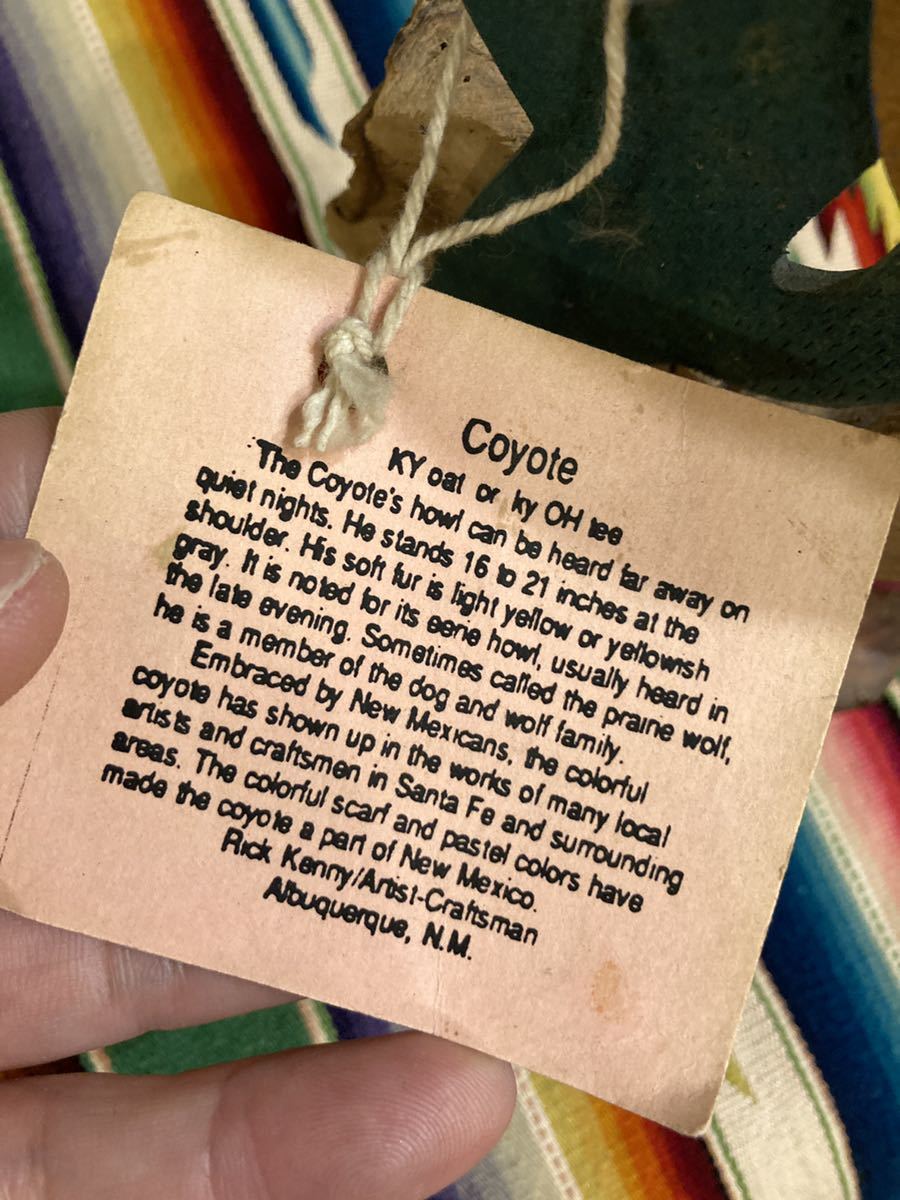 Coyote
KY oat or ky OH tee
The Coyote's howl can be heard far away on
quiet nights. He stands 16 to 21 inches at the
shoulder. His soft fur is light yellow or yellowish
gray. It is noted for its eerie howl, usually heard in
the late evening. Sometimes called the prairie wolf,
he is a member of the dog and wolf family.
Embraced by New Mexicans, the colorful
coyote has shown up in the works of many local
artists and craftsmen in Santa Fe and surrounding
areas. The colorful scarf and pastel colors have
made the coyote a part of New Mexico.
Rick Kenny/Artist-Craftsman
Albuquerque, N.M.